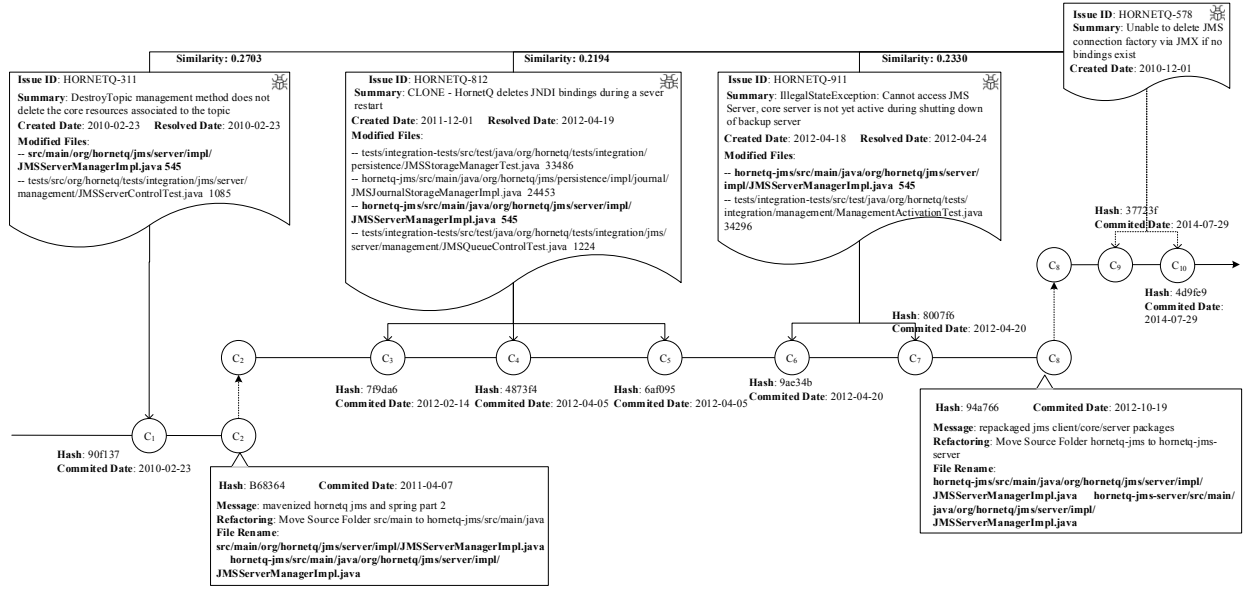 Issue ID: HORNETQ-578
Summary: Unable to delete JMS
connection factory via JMX if no
bindings exist
Created Date: 2010-12-01
Similarity: 0.2703
Similarity: 0.2194
Similarity: 0.2330
Issue ID: HORNETQ-311
Summary: DestroyTopic management method does not
delete the core resources associated to the topic
Created Date: 2010-02-23 Resolved Date: 2010-02-23
Modified Files:
-- src/main/org/hornetq/jms/server/impl/
JMSServerManagerImpl.java 545
-- tests/src/org/hornetq/tests/integration/jms/server/
management/JMSServerControlTest.java 1085
Issue ID: HORNETQ-812
Summary: CLONE - HornetQ deletes JNDI bindings during a sever
restart
Created Date: 2011-12-01 Resolved Date: 2012-04-19
Modified Files:
-- tests/integration-tests/src/test/java/org/hornetq/tests/integration/
persistence/JMSStorageManagerTest.java 33486
-- hornetq-jms/src/main/java/org/hornetq/jms/persistence/impl/journal/
JMSJournalStorageManagerImpl.java 24453
-- hornetq-jms/src/main/java/org/hornetq/jms/server/impl/
JMSServerManagerImpl.java 545
-- tests/integration-tests/src/test/java/org/hornetq/tests/integration/jms/
server/management/JMSQueueControlTest.java 1224
Issue ID: HORNETQ-911
Summary: IllegalStateException: Cannot access JMS
Server, core server is not yet active during shutting down
of backup server
Created Date: 2012-04-18 Resolved Date: 2012-04-24
Modified Files:
-- hornetq-jms/src/main/java/org/hornetq/jms/server/
impl/JMSServerManagerImpl.java 545
-- tests/integration-tests/src/test/java/org/hornetq/tests/
integration/management/ManagementActivationTest.java
34296
Hash: 37723f
Commited Date: 2014-07-29
C8
C9
C10
Hash: 4d9fe9
Commited Date:
2014-07-29
Hash: 8007f6
Commited Date: 2012-04-20
C2
C3
C4
C5
C6
C7
C8
Hash: 7f9da6
Commited Date: 2012-02-14
Hash: 4873f4
Commited Date: 2012-04-05
Hash: 6af095
Commited Date: 2012-04-05
Hash: 9ae34b
Commited Date: 2012-04-20
C1
C2
Hash: 90f137
Commited Date: 2010-02-23
Hash: 94a766 Commited Date: 2012-10-19
Message: repackaged jms client/core/server packages
Refactoring: Move Source Folder hornetq-jms to hornetq-jms-
server
File Rename:
hornetq-jms/src/main/java/org/hornetq/jms/server/impl/
JMSServerManagerImpl.java hornetq-jms-server/src/main/
java/org/hornetq/jms/server/impl/
JMSServerManagerImpl.java
Hash: B68364 Commited Date: 2011-04-07
Message: mavenized hornetq jms and spring part 2
Refactoring: Move Source Folder src/main to hornetq-jms/src/main/java
File Rename:
src/main/org/hornetq/jms/server/impl/JMSServerManagerImpl.java
hornetq-jms/src/main/java/org/hornetq/jms/server/impl/
JMSServerManagerImpl.java